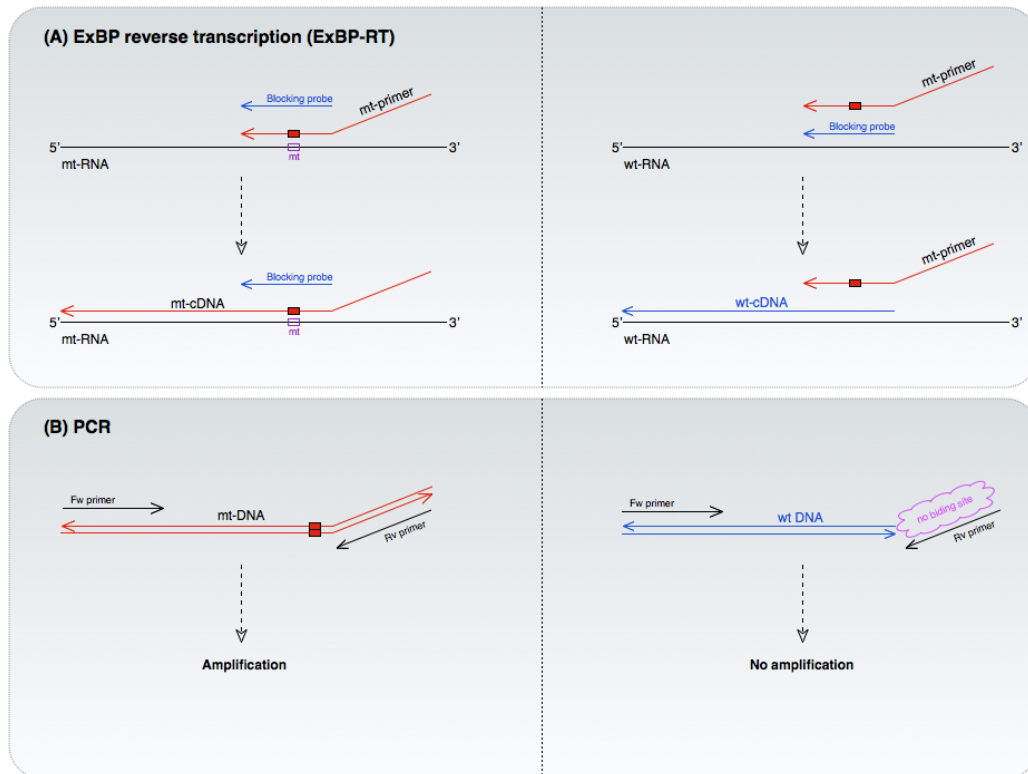 (A) ExBP reverse transcription (ExBP-RT)
Blocking probe
mt-primer
5'
3'
mt
mt-RNA
Blocking probe
mt-cDNA
5'
3'
mt
mt-RNA
mt-primer
Blocking probe
5'
3'
wt-RNA
mt-primer
wt-cDNA
5'
3'
wt-RNA
(B) PCR
Fw primer
mt-DNA
Rv primer
Amplification
Fw primer
wt DNA
no biding site
Rv primer
No amplification